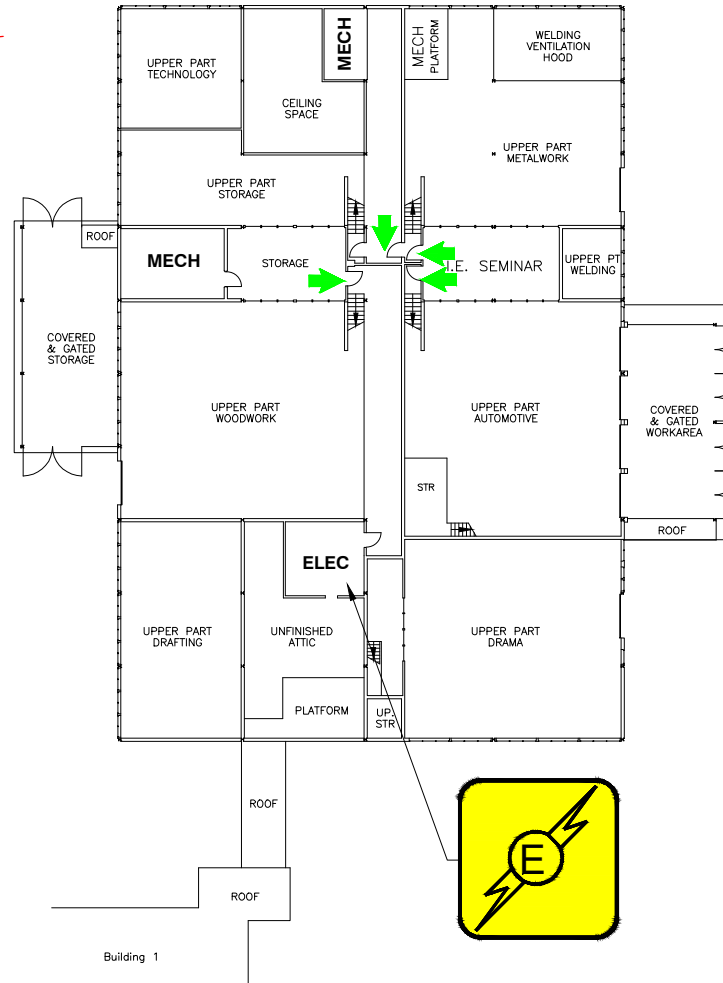 UPPER PART
TECHNOLOGY
CEILING
SPACE
MECH
MECH
PLATFORM
WELDING
VENTILATION
HOOD
UPPER PART
METALWORK
UPPER PART
STORAGE
ROOF
MECH
STORAGE
I.E. SEMINAR
UPPER PT
WELDING
COVERED
& GATED
STORAGE
UPPER PART
WOODWORK
UPPER PART
AUTOMOTIVE
COVERED
& GATED
WORKAREA
STR
ROOF
ELEC
UPPER PART
DRAFTING
UNFINISHED
ATTIC
UPPER PART
DRAMA
PLATFORM
UP.
STR
ROOF
E
ROOF
Building 1